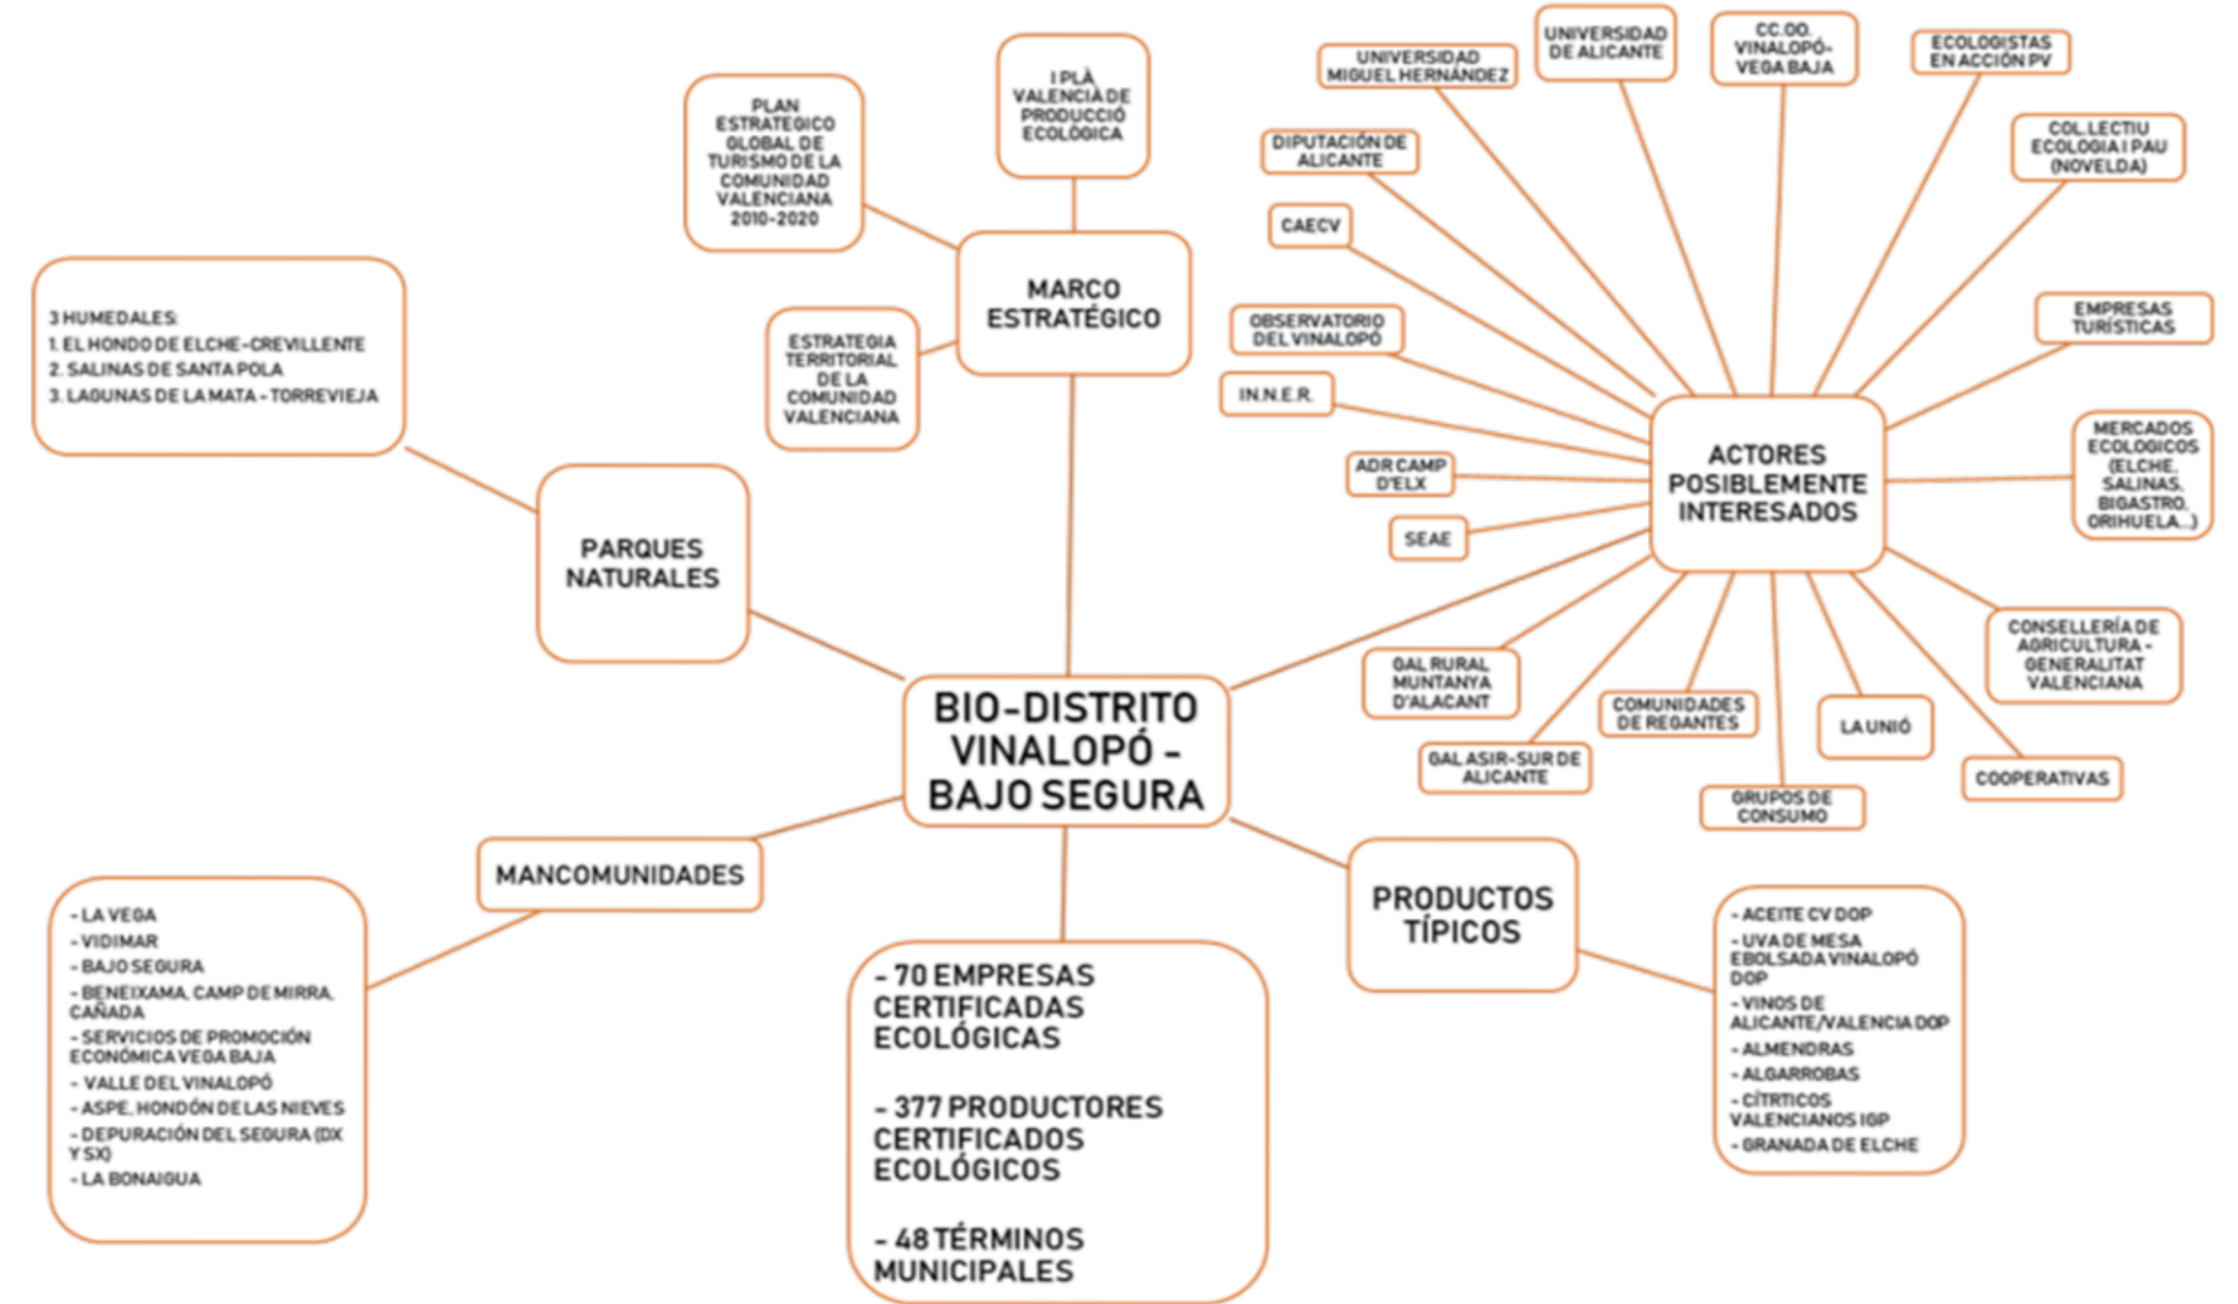 I PLÀ
VALENCIÀ DE
PRODUCCIÓ
ECOLÒGICA
PLAN
ESTRATEGICO
GLOBAL DE
TURISMO DE LA
COMUNIDAD
VALENCIANA
2010-2020
ESTRATEGIA
TERRITORIAL
DE LA
COMUNIDAD
VALENCIANA
MARCO
ESTRATÉGICO
3 HUMEDALES:
1. EL HONDO DE ELCHE-CREVILLENTE
2. SALINAS DE SANTA POLA
3. LAGUNAS DE LA MATA - TORREVIEJA
PARQUES
NATURALES
UNIVERSIDAD
MIGUEL HERNÁNDEZ
UNIVERSIDAD
DE ALICANTE
CC.OO.
VINALOPÓ-
VEGA BAJA
ECOLOGISTAS
EN ACCIÓN PV
COL.LECTIU
ECOLOGIA I PAU
(NOVELDA)
DIPUTACIÓN DE
ALICANTE
CAECV
OBSERVATORIO
DEL VINALOPÓ
IN.N.E.R.
ADR CAMP
D'ELX
SEAE
ACTORES
POSIBLEMENTE
INTERESADOS
EMPRESAS
TURÍSTICAS
MERCADOS
ECOLOGICOS
(ELCHE,
SALINAS,
BIGASTRO,
ORIHUELA...)
CONSELLERÍA DE
AGRICULTURA -
GENERALITAT
VALENCIANA
GAL RURAL
MUNTANYA
D'ALACANT
GAL ASIR-SUR DE
ALICANTE
COMUNIDADES
DE REGANTES
GRUPOS DE
CONSUMO
LA UNIÓ
COOPERATIVAS
BIO-DISTRITO
VINALOPÓ -
BAJO SEGURA
MANCOMUNIDADES
- LA VEGA
- VIDIMAR
- BAJO SEGURA
- BENEIXAMA, CAMP DE MIRRA,
CAÑADA
- SERVICIOS DE PROMOCIÓN
ECONÓMICA VEGA BAJA
- VALLE DEL VINALOPÓ
- ASPE, HONDÓN DE LAS NIEVES
- DEPURACIÓN DEL SEGURA (DX
Y SX)
- LA BONAIGUA
- 70 EMPRESAS
CERTIFICADAS
ECOLÓGICAS
- 377 PRODUCTORES
CERTIFICADOS
ECOLÓGICOS
- 48 TÉRMINOS
MUNICIPALES
PRODUCTOS
TÍPICOS
- ACEITE CV DOP
- UVA DE MESA
EBOLSADA VINALOPÓ
DOP
- VINOS DE
ALICANTE/VALENCIA DOP
- ALMENDRAS
- ALGARROBAS
- CÍTRTICOS
VALENCIANOS IGP
- GRANADA DE ELCHE